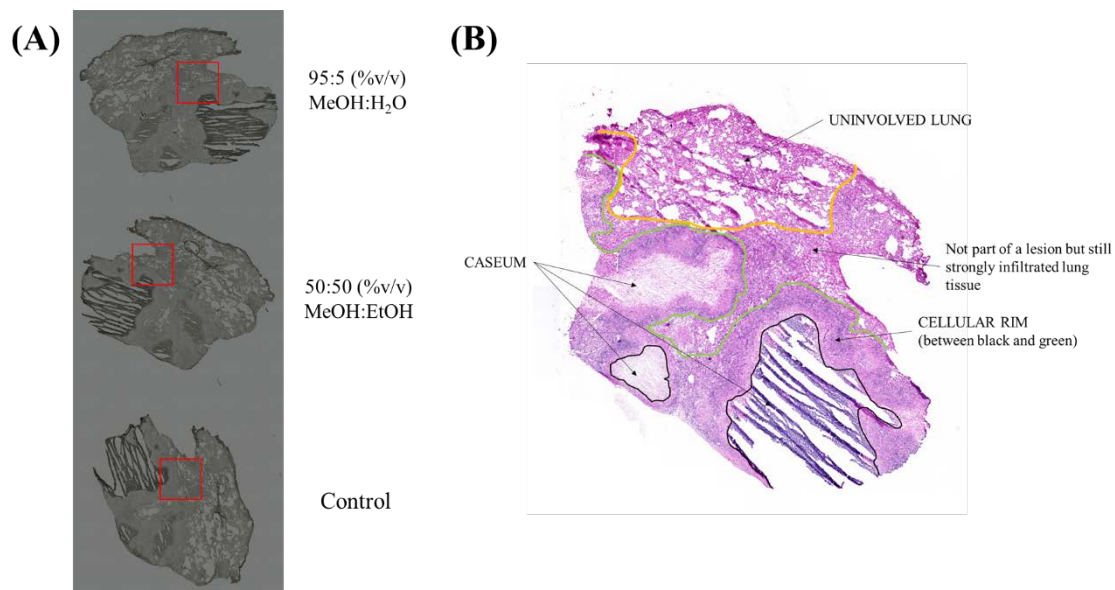 (A)
95:5 (%v/v)
MeOH:H₂O
50:50 (%v/v)
MeOH:EtOH
Control
(B)
UNINVOLVED LUNG
CASEUM
Not part of a lesion but still
strongly infiltrated lung
tissue
CELLULAR RIM
(between black and green)